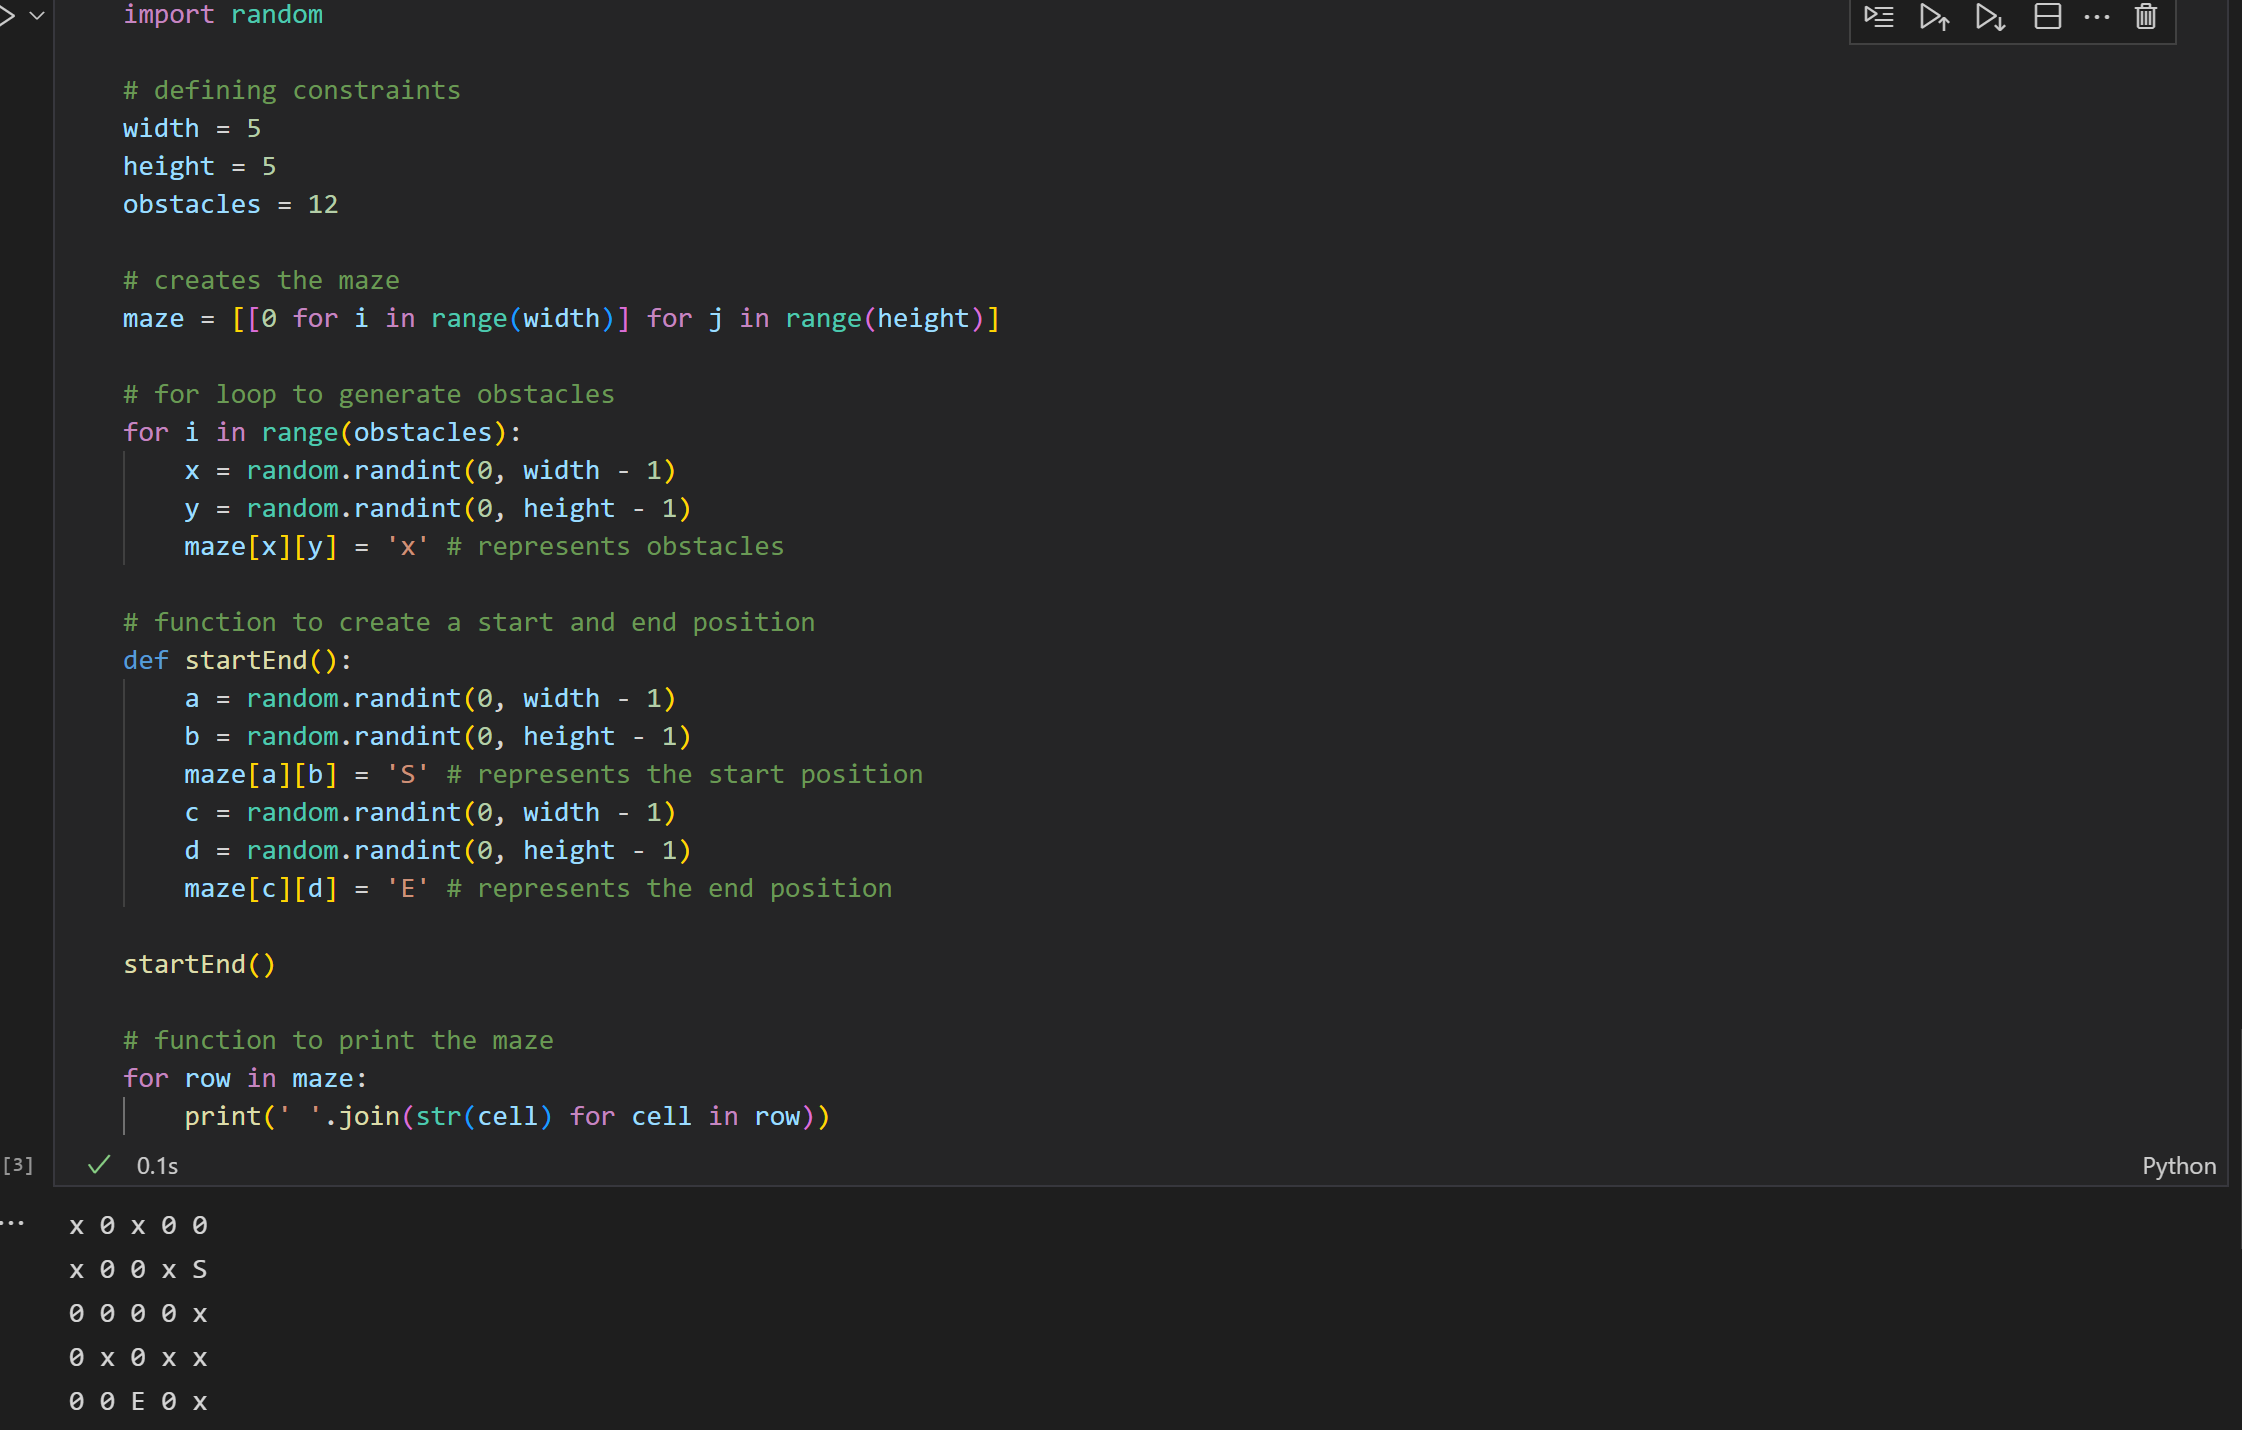 import random
# defining constraints
width = 5
height = 5
obstacles = 12
# creates the maze
maze = [[0 for i in range(width)] for j in range(height)]
# for loop to generate obstacles
for i in range(obstacles):
    x = random.randint(0, width - 1)
    y = random.randint(0, height - 1)
    maze[x][y] = 'x' # represents obstacles
# function to create a start and end position
def startEnd():
    a = random.randint(0, width - 1)
    b = random.randint(0, height - 1)
    maze[a][b] = 'S' # represents the start position
    c = random.randint(0, width - 1)
    d = random.randint(0, height - 1)
    maze[c][d] = 'E' # represents the end position
startEnd()
# function to print the maze
for row in maze:
    print(' '.join(str(cell) for cell in row))
[3] 0.1s Python
x 0 x 0 0
x 0 0 x S
0 0 0 0 x
0 x 0 x x
0 0 E 0 x